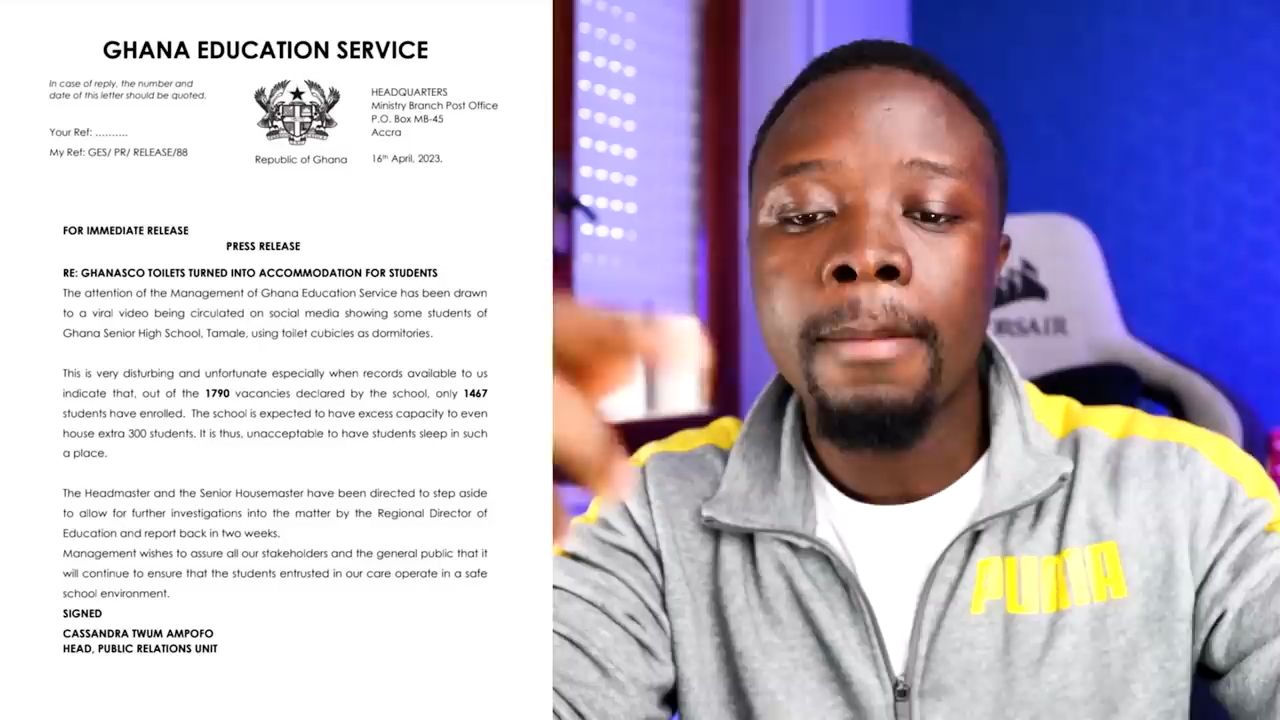 GHANA EDUCATION SERVICE
In case of reply, the number and
date of this letter should be quoted.
Your Ref: ..........
My Ref: GES/ PR/ RELEASE/88
Republic of Ghana
HEADQUARTERS
Ministry Branch Post Office
P.O. Box MB-45
Accra
16th April, 2023.
FOR IMMEDIATE RELEASE
PRESS RELEASE
RE: GHANASCO TOILETS TURNED INTO ACCOMMODATION FOR STUDENTS
The attention of the Management of Ghana Education Service has been drawn
to a viral video being circulated on social media showing some students of
Ghana Senior High School, Tamale, using toilet cubicles as dormitories.
This is very disturbing and unfortunate especially when records available to us
indicate that, out of the 1790 vacancies declared by the school, only 1467
students have enrolled. The school is expected to have excess capacity to even
house extra 300 students. It is thus, unacceptable to have students sleep in such
a place.
The Headmaster and the Senior Housemaster have been directed to step aside
to allow for further investigations into the matter by the Regional Director of
Education and report back in two weeks.
Management wishes to assure all our stakeholders and the general public that it
will continue to ensure that the students entrusted in our care operate in a safe
school environment.
SIGNED
CASSANDRA TWUM AMPOFO
HEAD, PUBLIC RELATIONS UNIT
PUMA